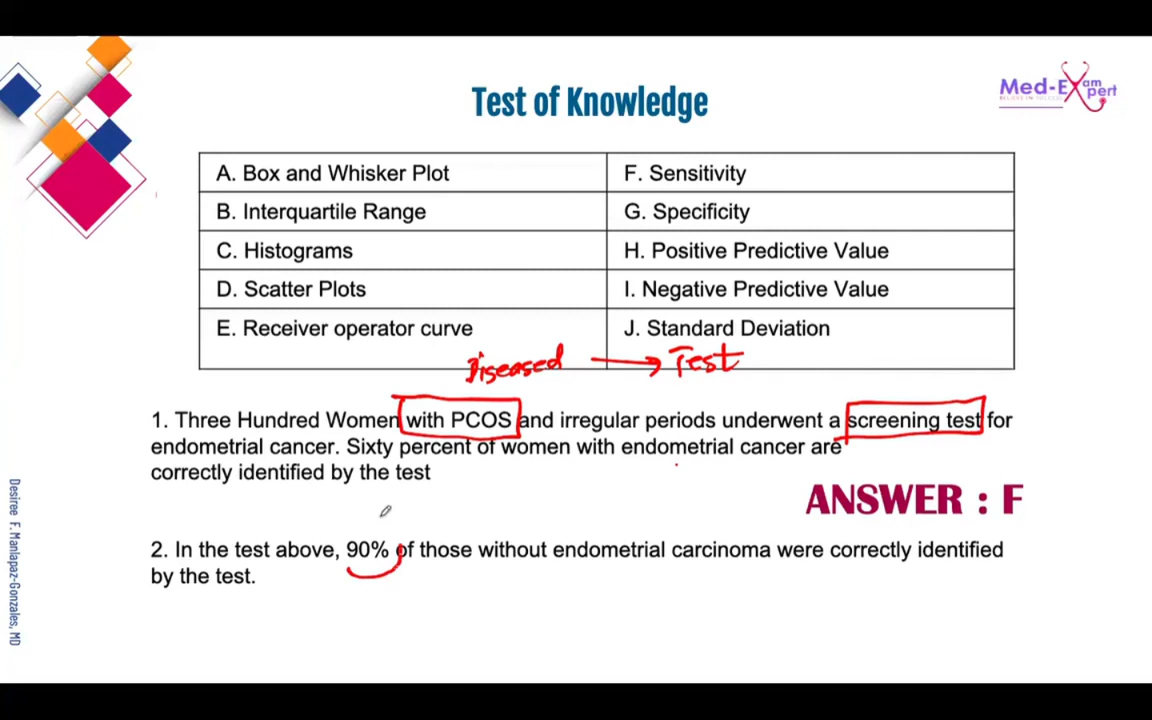 Test of Knowledge
Med-Exam Xpert
A. Box and Whisker Plot
F. Sensitivity
B. Interquartile Range
G. Specificity
C. Histograms
H. Positive Predictive Value
D. Scatter Plots
I. Negative Predictive Value
E. Receiver operator curve
J. Standard Deviation
Diseased → Test
1. Three Hundred Women with PCOS and irregular periods underwent a screening test for
endometrial cancer. Sixty percent of women with endometrial cancer are
correctly identified by the test
ANSWER : F
2. In the test above, 90% of those without endometrial carcinoma were correctly identified
by the test.
Desiree F. Manlapaz-Gonzales, MD